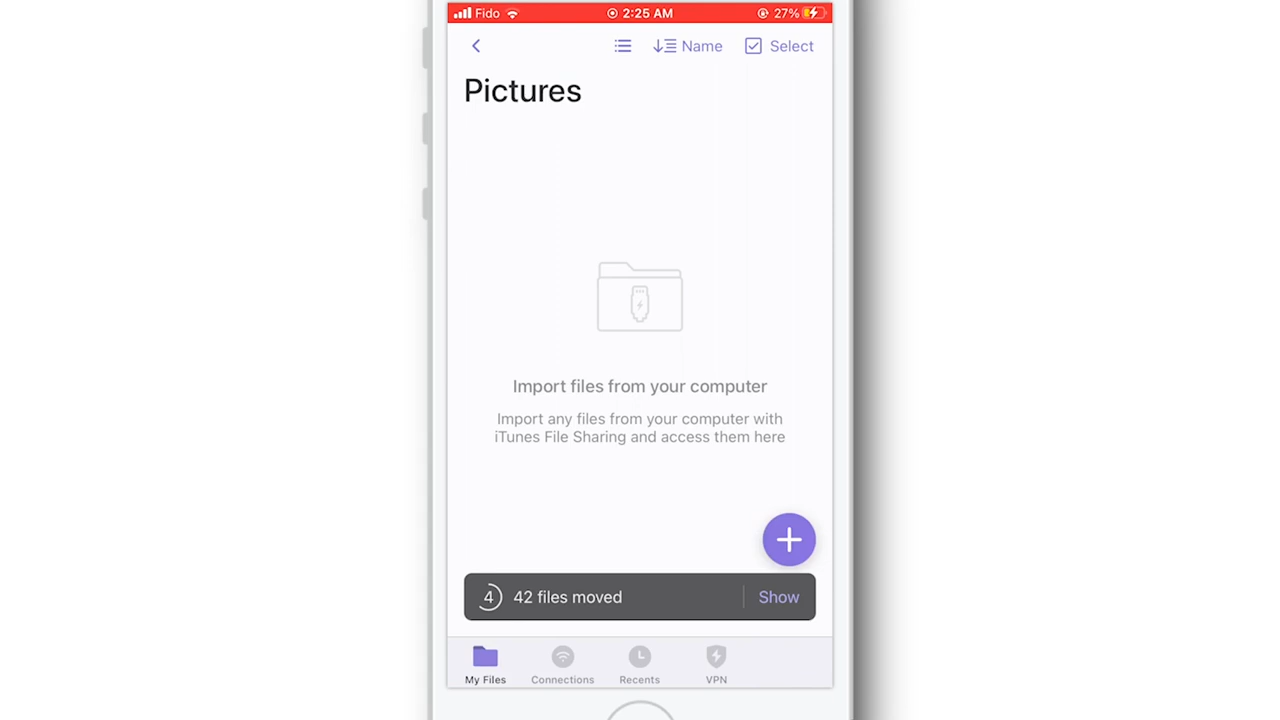 Fido 2:25 AM 27%
Name Select
Pictures
Import files from your computer
Import any files from your computer with
iTunes File Sharing and access them here
4 42 files moved Show
My Files Connections Recents VPN